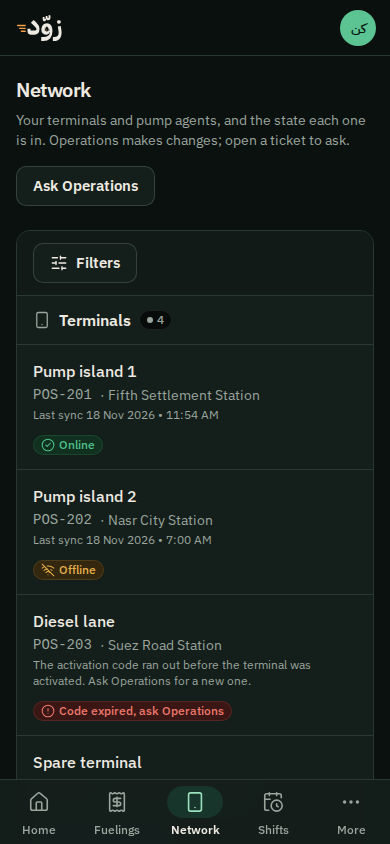 زوّد
كن
Network
Your terminals and pump agents, and the state each one
is in. Operations makes changes; open a ticket to ask.
Ask Operations
Filters
Terminals 4
Pump island 1
POS-201 · Fifth Settlement Station
Last sync 18 Nov 2026 • 11:54 AM
Online
Pump island 2
POS-202 · Nasr City Station
Last sync 18 Nov 2026 • 7:00 AM
Offline
Diesel lane
POS-203 · Suez Road Station
The activation code ran out before the terminal was
activated. Ask Operations for a new one.
Code expired, ask Operations
Spare terminal
Home Fuelings Network Shifts More